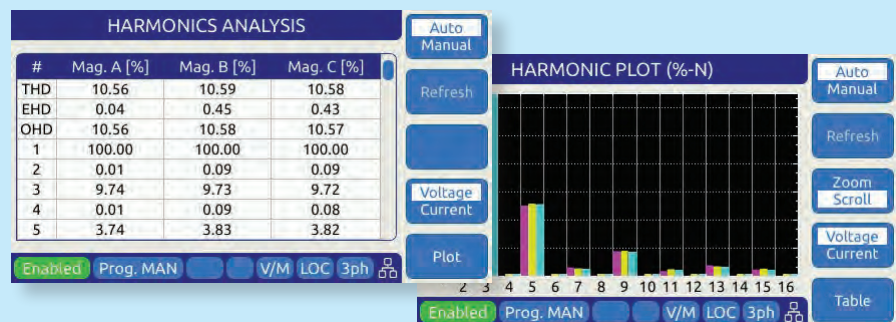 HARMONICS ANALYSIS
Auto
Manual
# Mag. A [%] Mag. B [%] Mag. C [%]
THD 10.56 10.59 10.58
EHD 0.04 0.45 0.43
OHD 10.56 10.58 10.57
1 100.00 100.00 100.00
2 0.01 0.09 0.09
3 9.74 9.73 9.72
4 0.01 0.09 0.08
5 3.74 3.83 3.82
Refresh
Voltage
Current
Plot
Enabled Prog. MAN V/M LOC 3ph
HARMONIC PLOT (%-N)
Auto
Manual
Refresh
Zoom
Scroll
Voltage
Current
Table
2 3 4 5 6 7 8 9 10 11 12 13 14 15 16
Enabled Prog. MAN V/M LOC 3ph